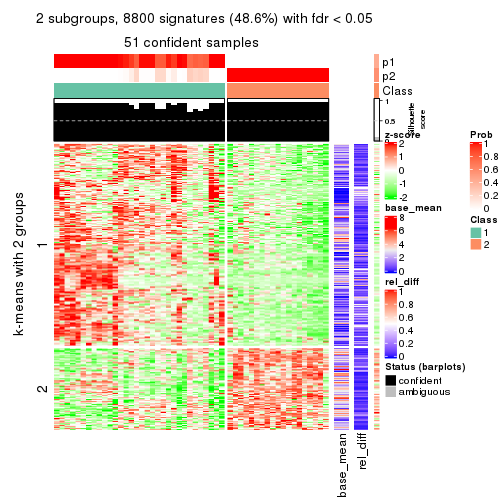 2 subgroups, 8800 signatures (48.6%) with fdr < 0.05
51 confident samples
p1
p2
Class
1
0.5
0
Silhouette
score
k-means with 2 groups
1
2
z-score
2
1
0
-1
-2
base_mean
8
6
4
2
0
rel_diff
1
0.8
0.6
0.4
0.2
0
Prob
1
0.8
0.6
0.4
0.2
0
Class
1
2
Status (barplots)
confident
ambiguous
base_mean
rel_diff